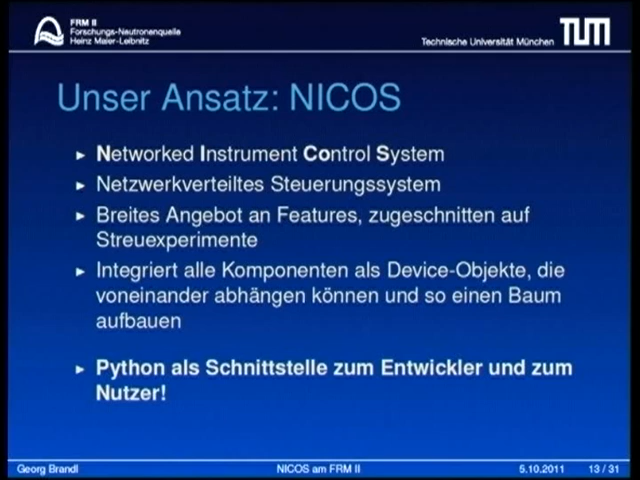 FRM II
Forschungs-Neutronenquelle
Heinz Maier-Leibnitz
Technische Universität München
TUM
Unser Ansatz: NICOS
Networked Instrument Control System
Netzwerkverteiltes Steuerungssystem
Breites Angebot an Features, zugeschnitten auf
Streuexperimente
Integriert alle Komponenten als Device-Objekte, die
voneinander abhängen können und so einen Baum
aufbauen
Python als Schnittstelle zum Entwickler und zum
Nutzer!
Georg Brandl
NICOS am FRM II
5.10.2011
13 / 31